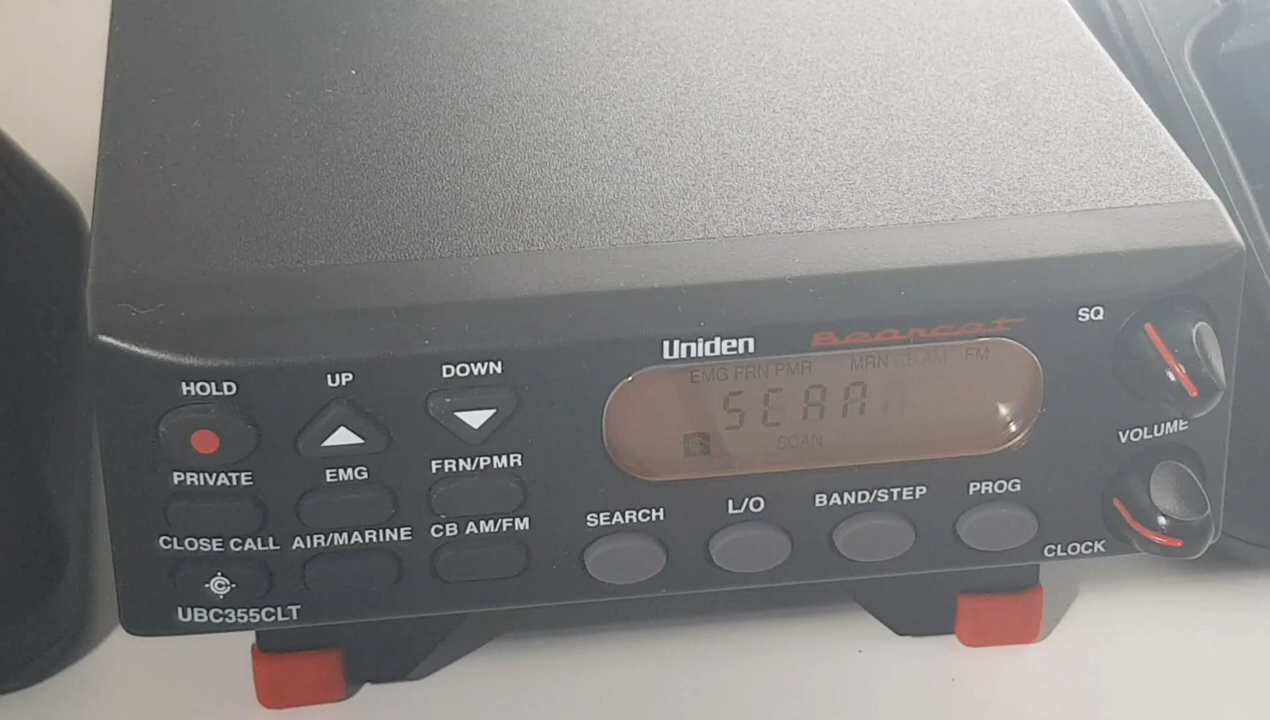 Uniden Bearcat
SQ
HOLD
UP
DOWN
EMG FRN PMR MRN CB AM FM
SCAN
SCAN
VOLUME
PRIVATE
EMG
FRN/PMR
SEARCH
L/O
BAND/STEP
PROG
CLOSE CALL
AIR/MARINE
CB AM/FM
CLOCK
C
UBC355CLT